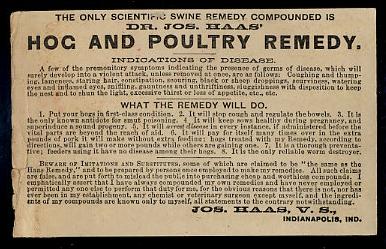 THE ONLY SCIENTIFIC SWINE REMEDY COMPOUNDED IS
DR. JOS. HAAS'
HOG AND POULTRY REMEDY.
INDICATIONS OF DISEASE.
A few of the premonitory symptoms indicating the presence of germs of disease, which will
surely develop into a violent attack, unless removed at once, are as follows: Coughing and thump-
ing, lameness, staring hair, constipation, scouring, black or sloppy droppings, sourvines, watering
eyes and inflamed eyes, sniffling, gauntness and unthriftiness, sluggishness with disposition to keep
the nest and to shun the light, excessive thirst or loss of appetite, etc., etc.
WHAT THE REMEDY WILL DO.
1. Put your hogs in first-class condition. 2. It will stop cough and regulate the bowels. 3. It is
the only known antidote for smut poisoning. 4. It will keep sows healthy during pregnancy, and
reproduce a sound progeny. 5. It will arrest disease in every instance, if administered before the
vital parts are beyond the reach of aid. 6. It will pay for itself many times over in the extra
pounds of pork it will produce by its use when feeding; hogs treated with the remedy, according to
directions, will gain two or more pounds while others are gaining one. 7. It is a thorough preventa-
tive; feeders using it have no disease among their hogs. 8. It is the only reliable worm destroyer.
BEWARE OF IMITATIONS AND SUBSTITUTES, some of which are claimed to be "the same as the
Haas Remedy," and to be prepared by persons once employed to make my remedies. All such claims
are false, and are put forth to mislead the public into purchasing cheap and worthless compounds. I
emphatically assert that I have always compounded my own remedies and have never employed or
permitted any one else to perform that duty for me, for the obvious reasons that there is not, nor has
ever been in my establishment, any chemist or veterinary surgeon except myself, and the ingredi-
ents of my compounds are known only to myself, all statements to the contrary notwithstanding.
JOS. HAAS, V. S.,
INDIANAPOLIS, IND.